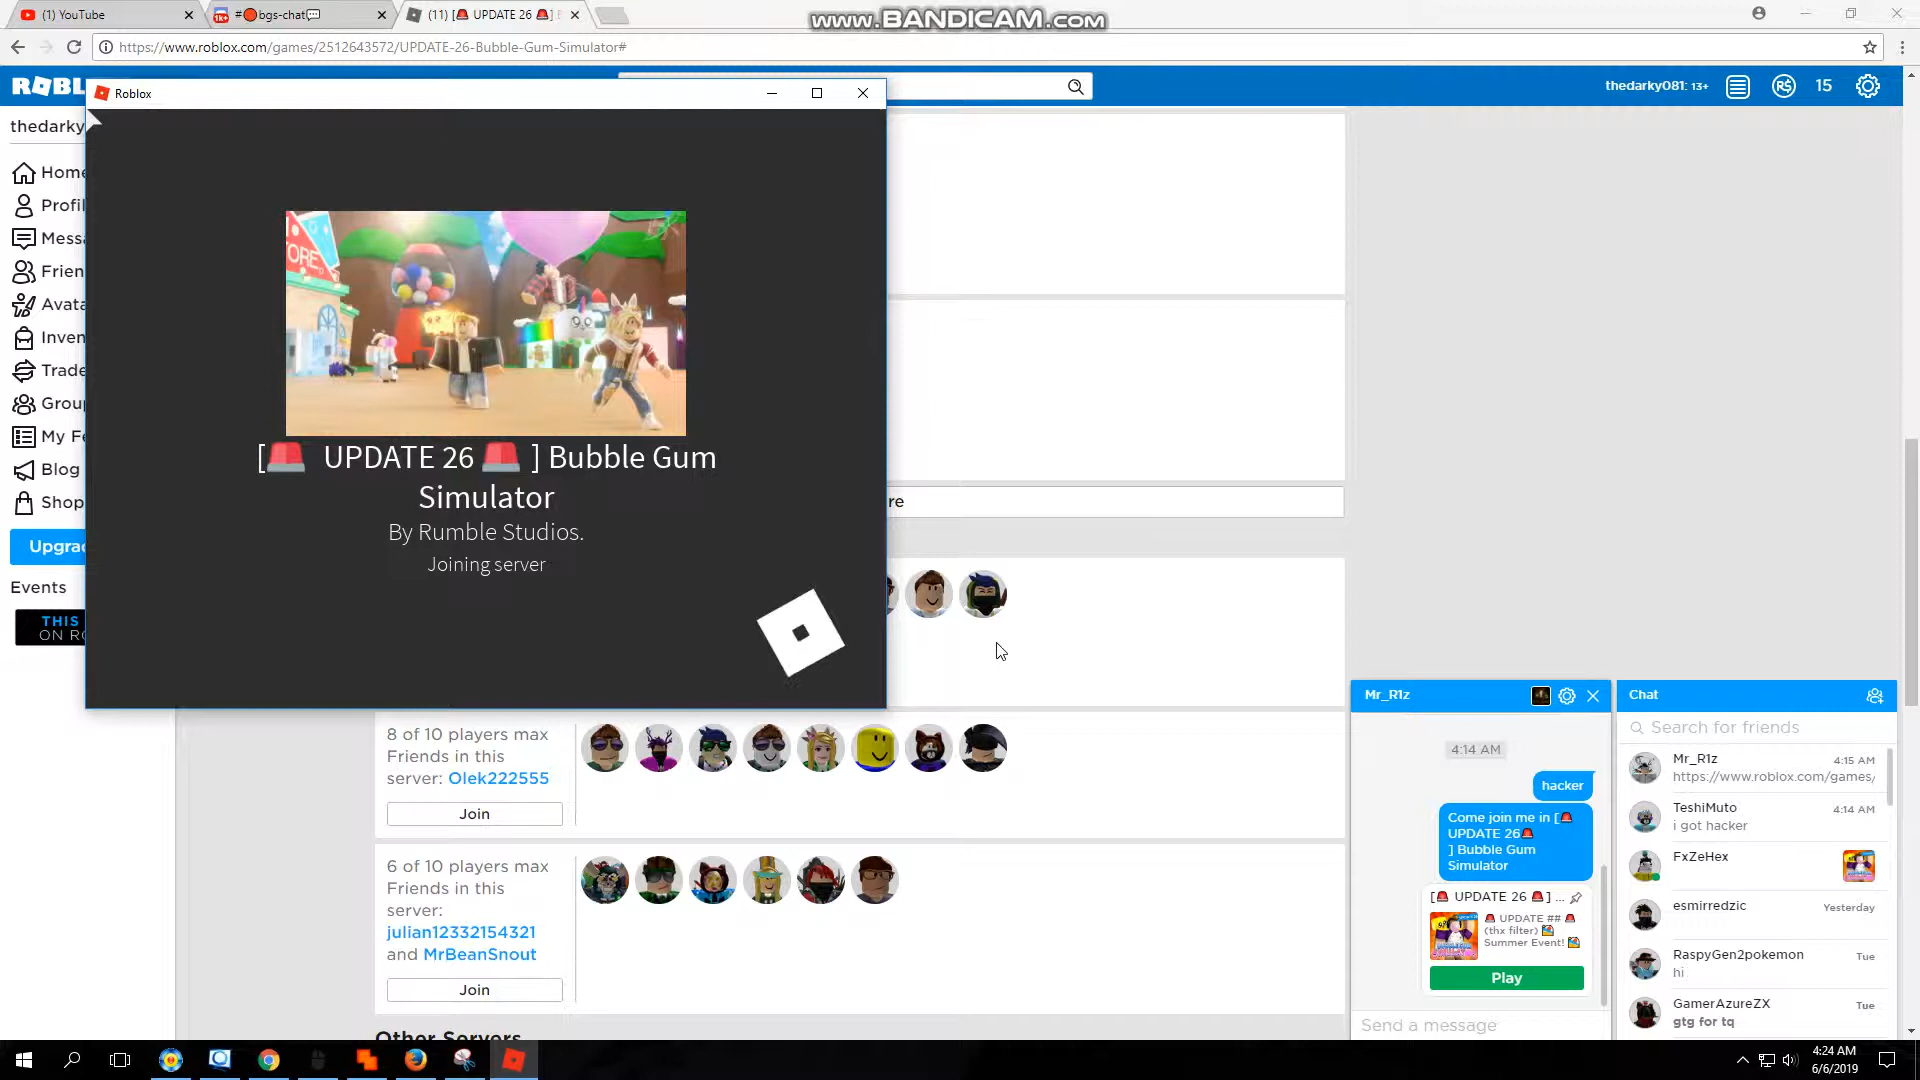 (1) YouTube
#🔴bgs-chat💬
(11) [🚨 UPDATE 26 🚨] B
www.BANDICAM.com
https://www.roblox.com/games/2512643572/UPDATE-26-Bubble-Gum-Simulator#
ROBL
Roblox
thedarky081: 13+
15
thedarky
Home
Profil
Messa
Frien
Avata
Inven
Trade
Grou
My Fe
Blog
Shop
Upgrad
Events
THIS
ON RO
ORE
[🚨 UPDATE 26 🚨 ] Bubble Gum
Simulator
By Rumble Studios.
Joining server
re
8 of 10 players max
Friends in this
server: Olek222555
Join
6 of 10 players max
Friends in this
server:
julian12332154321
and MrBeanSnout
Join
Other Servers
Mr_R1z
4:14 AM
hacker
Come join me in [🚨
UPDATE 26🚨
] Bubble Gum
Simulator
[🚨 UPDATE 26 🚨] ...
🚨 UPDATE ## 🚨
(thx filter) 🏖
Summer Event! 🏖
Play
Send a message
Chat
Search for friends
Mr_R1z
4:15 AM
https://www.roblox.com/games/
TeshiMuto
4:14 AM
i got hacker
FxZeHex
esmirredzic
Yesterday
RaspyGen2pokemon
Tue
hi
GamerAzureZX
Tue
gtg for tq
4:24 AM
6/6/2019